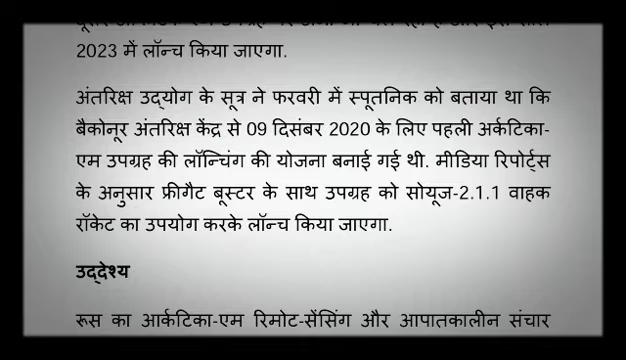 2023 में लॉन्च किया जाएगा.
अंतरिक्ष उद्योग के सूत्र ने फरवरी में स्पूतनिक को बताया था कि
बैकोनूर अंतरिक्ष केंद्र से 09 दिसंबर 2020 के लिए पहली अर्कटिका-
एम उपग्रह की लॉन्चिंग की योजना बनाई गई थी. मीडिया रिपोर्ट्स
के अनुसार फ्रीगैट बूस्टर के साथ उपग्रह को सोयूज-2.1.1 वाहक
रॉकेट का उपयोग करके लॉन्च किया जाएगा.
उद्देश्य
रूस का आर्कटिका-एम रिमोट-सेंसिंग और आपातकालीन संचार